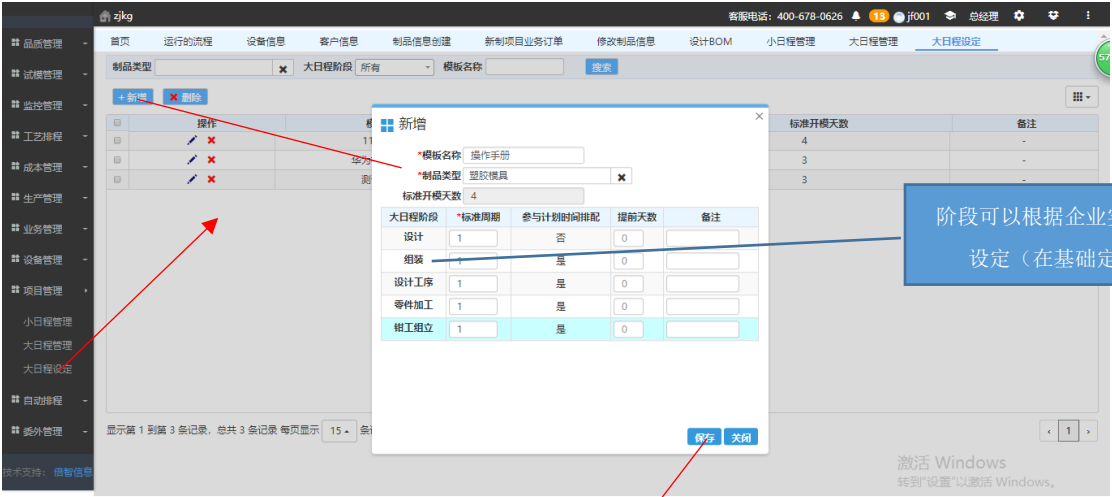 zjkg
客服电话：400-678-0626
13
jf001
总经理
品质管理
试模管理
监控管理
工艺排程
成本管理
生产管理
业务管理
设备管理
项目管理
小日程管理
大日程管理
大日程设定
自动排程
委外管理
技术支持：倍智信息
首页 运行的流程 设备信息 客户信息 制品信息创建 新制项目业务订单 修改制品信息 设计BOM 小日程管理 大日程管理 大日程设定
57
制品类型 大日程阶段 所有 模板名称 搜索
+新增 删除
操作 标准开模天数 备注
11 4 -
华为 3 -
测 3 -
新增
*模板名称 操作手册
*制品类型 塑胶模具
标准开模天数 4
大日程阶段 *标准周期 参与计划时间排配 提前天数 备注
设计 1 否 0
组装 1 是 0
设计工序 1 是 0
零件加工 1 是 0
钳工组立 1 是 0
保存 关闭
阶段可以根据企业
设定（在基础定
显示第 1 到第 3 条记录，总共 3 条记录 每页显示 15 条
1
激活 Windows
转到"设置"以激活 Windows。